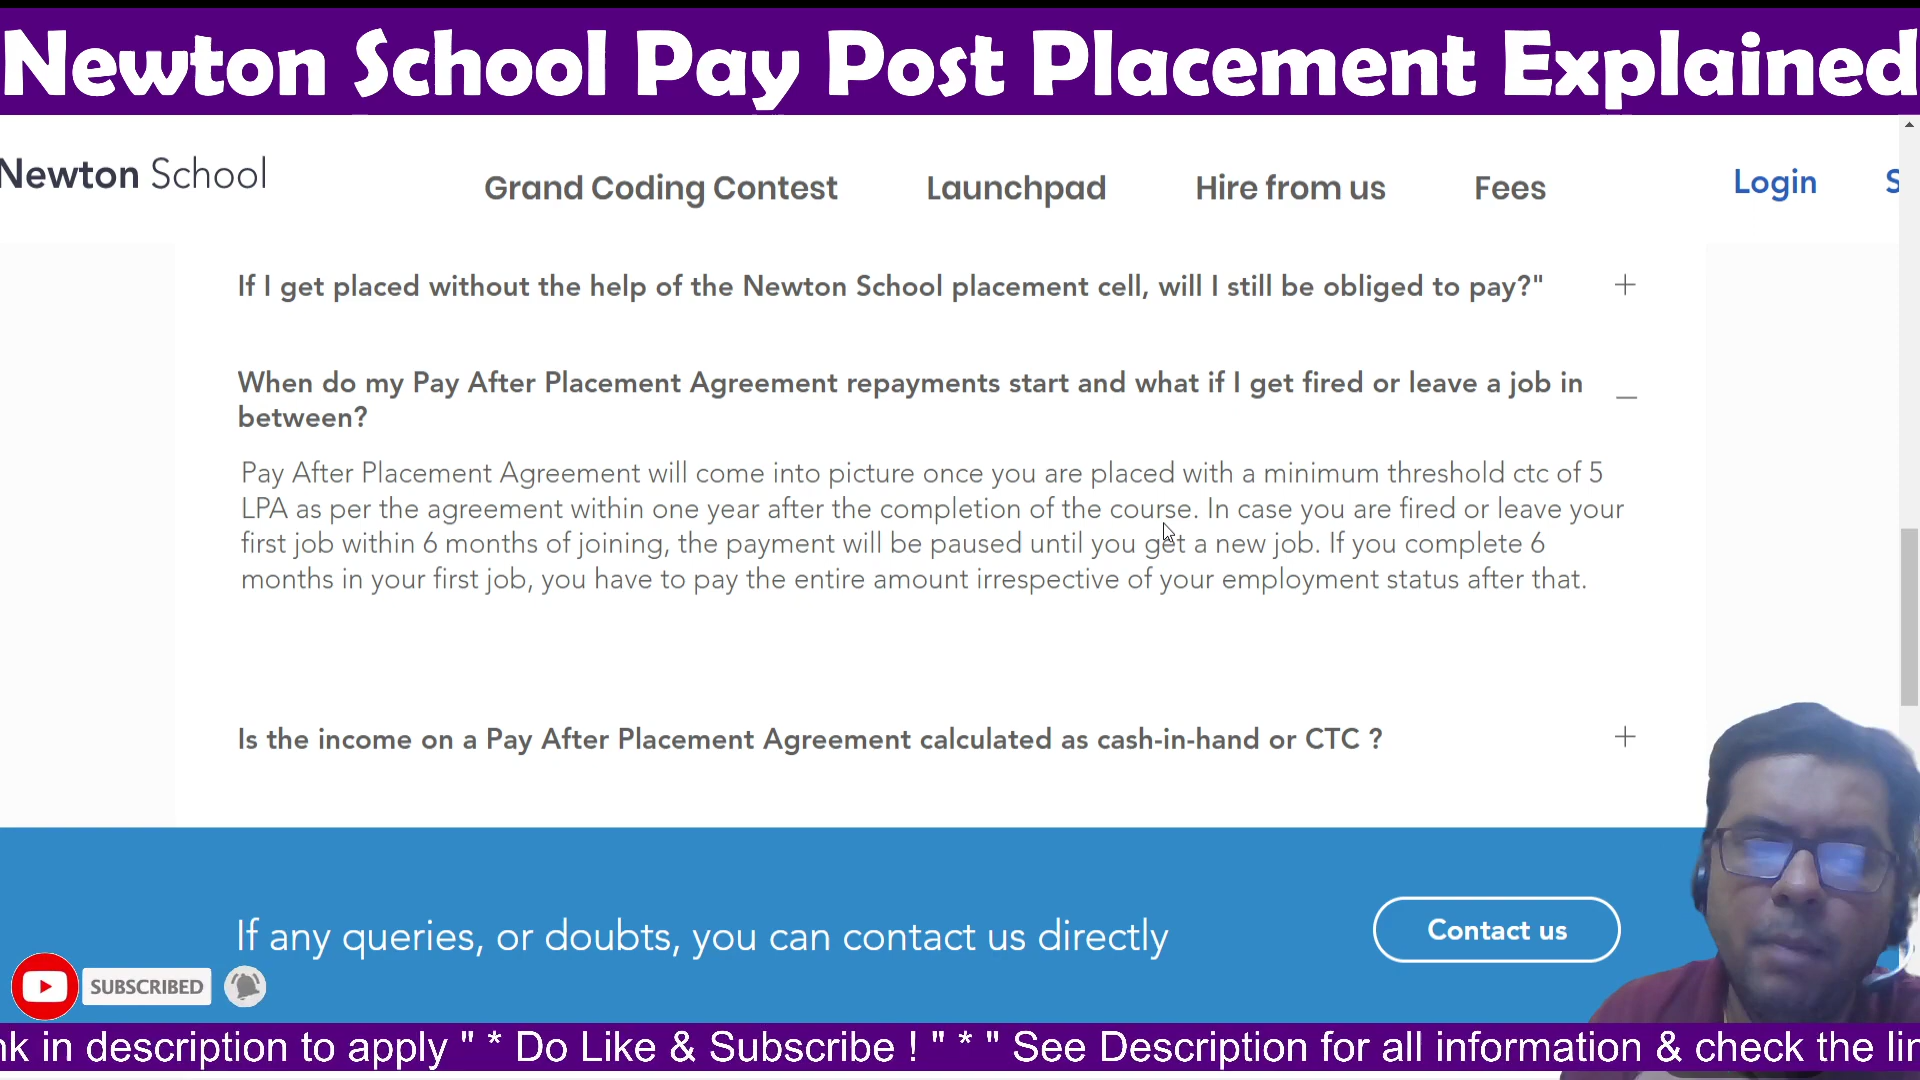 Newton School Pay Post Placement Explained
Newton School
Grand Coding Contest
Launchpad
Hire from us
Fees
Login
S
If I get placed without the help of the Newton School placement cell, will I still be obliged to pay?"
When do my Pay After Placement Agreement repayments start and what if I get fired or leave a job in
between?
Pay After Placement Agreement will come into picture once you are placed with a minimum threshold ctc of 5
LPA as per the agreement within one year after the completion of the course. In case you are fired or leave your
first job within 6 months of joining, the payment will be paused until you get a new job. If you complete 6
months in your first job, you have to pay the entire amount irrespective of your employment status after that.
Is the income on a Pay After Placement Agreement calculated as cash-in-hand or CTC ?
If any queries, or doubts, you can contact us directly
Contact us
SUBSCRIBED
nk in description to apply " * Do Like & Subscribe ! " * " See Description for all information & check the lin